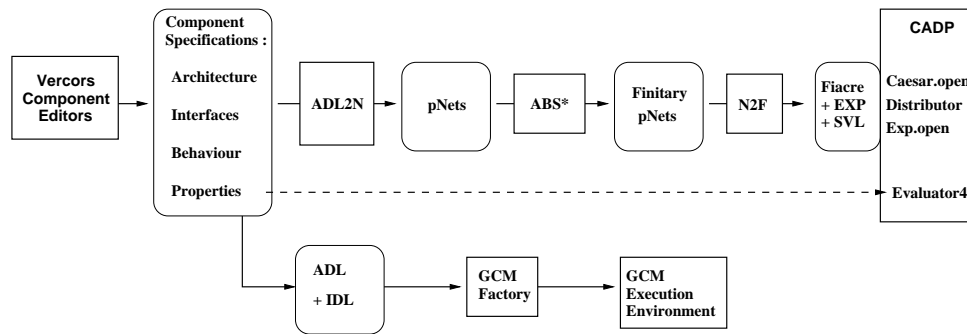 Vercors
Component
Editors
Component
Specifications :
Architecture
Interfaces
Behaviour
Properties
ADL2N
pNets
ABS*
Finitary
pNets
N2F
Fiacre
+ EXP
+ SVL
CADP
Caesar.open
Distributor
Exp.open
Evaluator4
ADL
+ IDL
GCM
Factory
GCM
Execution
Environment